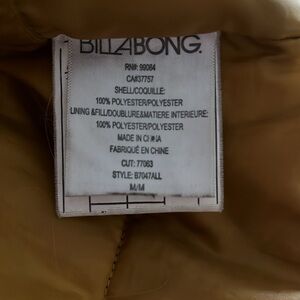 BILLABONG.
RN#: 99084
CA#37757
SHELL/COQUILLE:
100% POLYESTER/POLYESTER
LINING &FILL/DOUBLURE&MATIERE INTERIEURE:
100% POLYESTER/POLYESTER
MADE IN CHINA
FABRIQUÉ EN CHINE
CUT: 77063
STYLE: B7047ALL
M/M